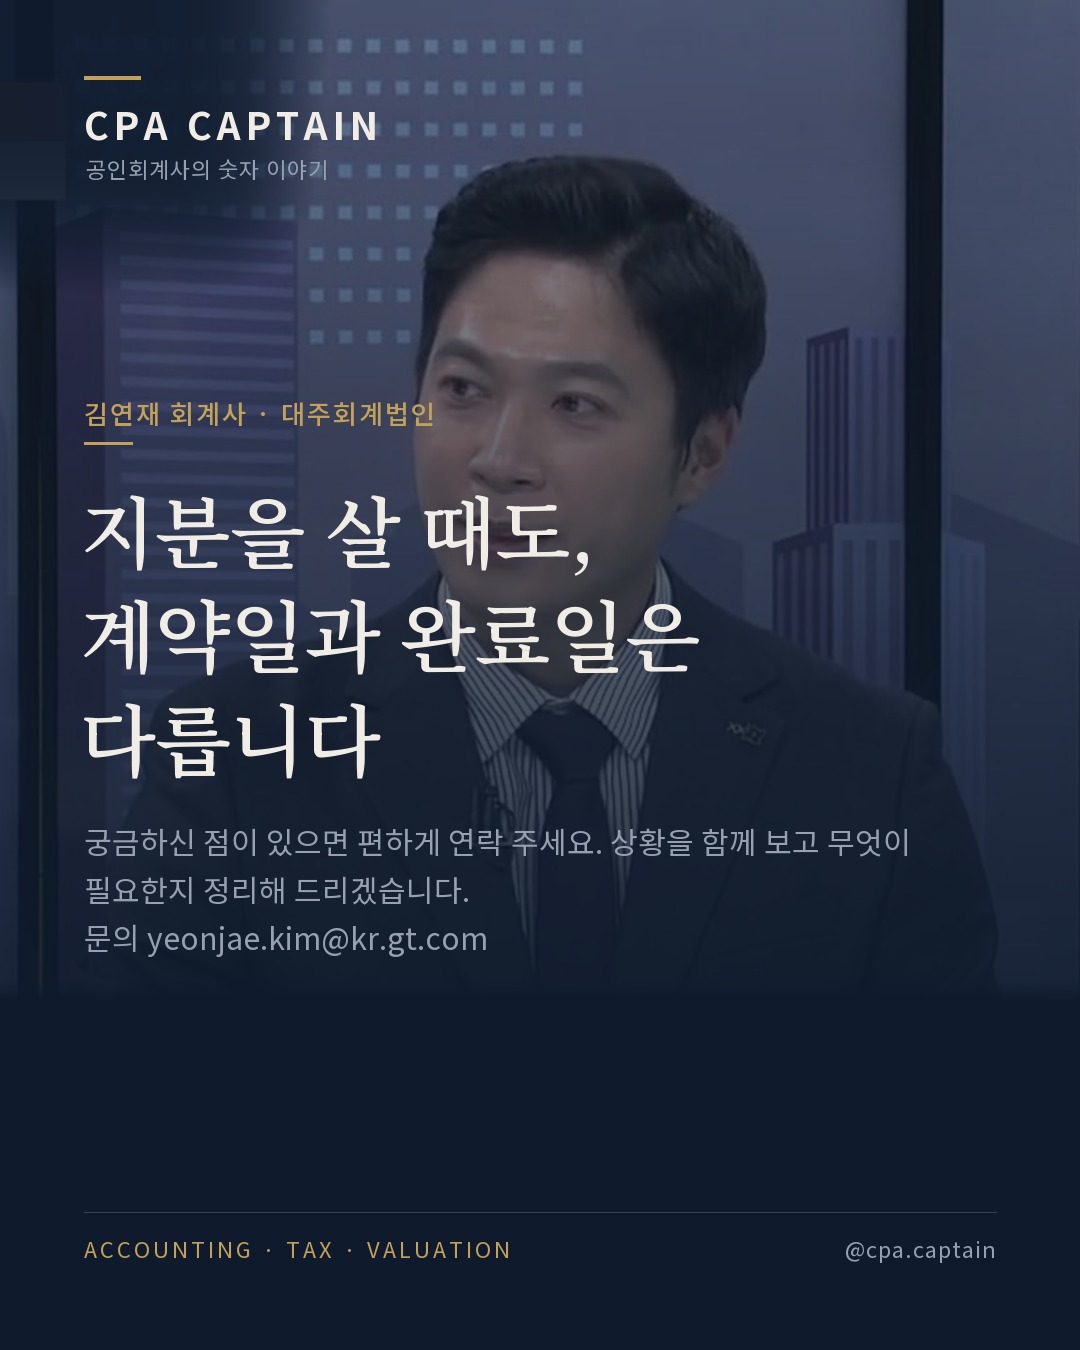 CPA CAPTAIN
공인회계사의 숫자 이야기
김연재 회계사 · 대주회계법인
지분을 살 때도,
계약일과 완료일은
다릅니다
궁금하신 점이 있으면 편하게 연락 주세요. 상황을 함께 보고 무엇이
필요한지 정리해 드리겠습니다.
문의 yeonjae.kim@kr.gt.com
ACCOUNTING · TAX · VALUATION
@cpa.captain